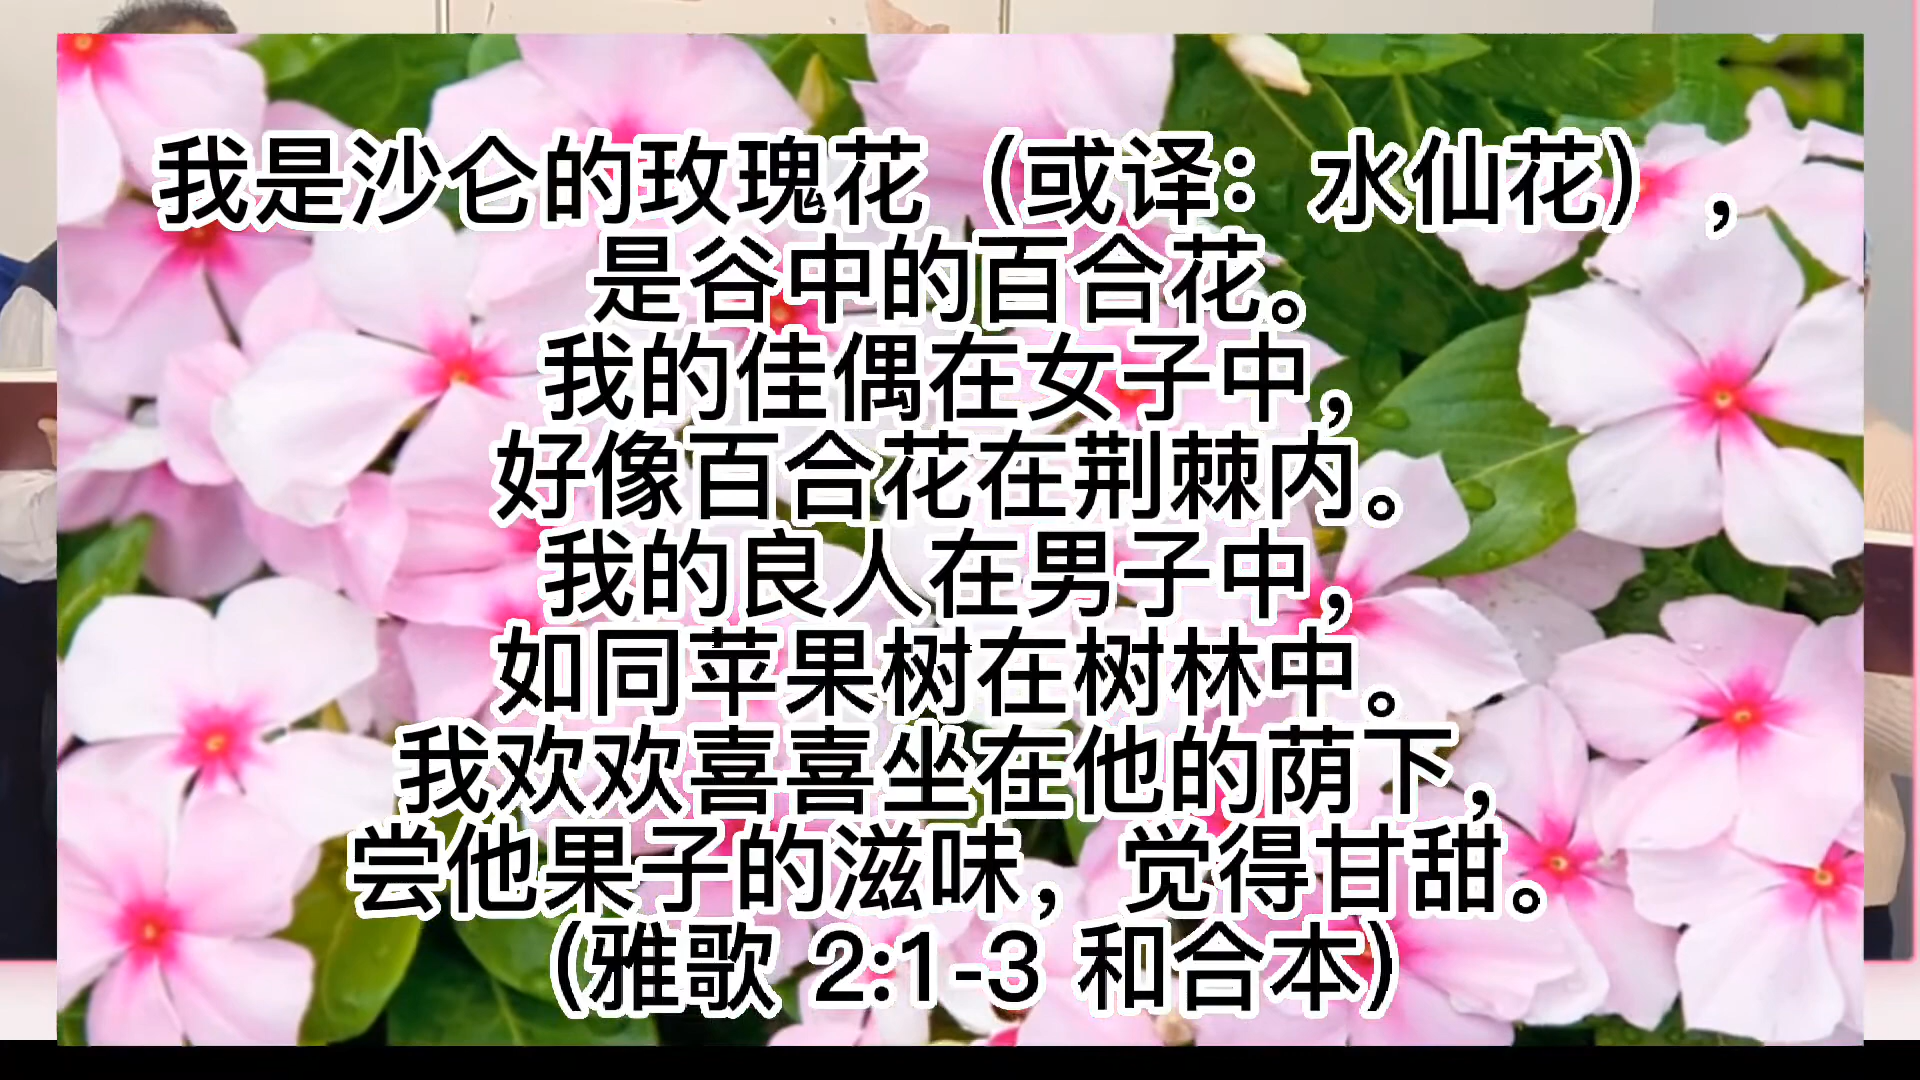 我是沙仑的玫瑰花（或译：水仙花），
是谷中的百合花。
我的佳偶在女子中，
好像百合花在荆棘内。
我的良人在男子中，
如同苹果树在树林中。
我欢欢喜喜坐在他的荫下，
尝他果子的滋味，觉得甘甜。
(雅歌 2:1-3 和合本)